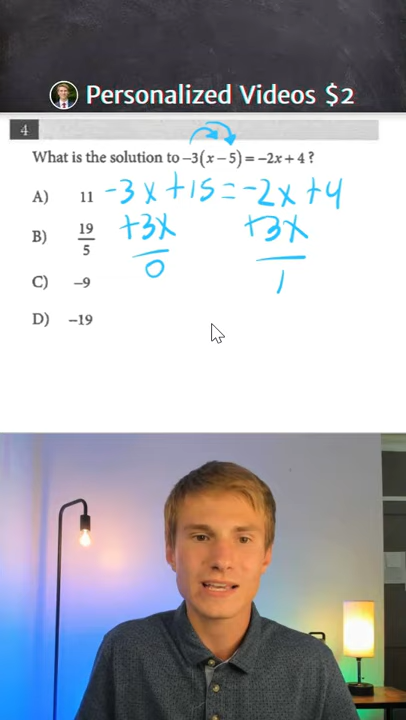 Personalized Videos $2
4
What is the solution to –3(x – 5) = –2x + 4 ?
A) 11
-3x+15=-2x+4
B) 19/5
+3x +3x
0 1
C) –9
D) –19